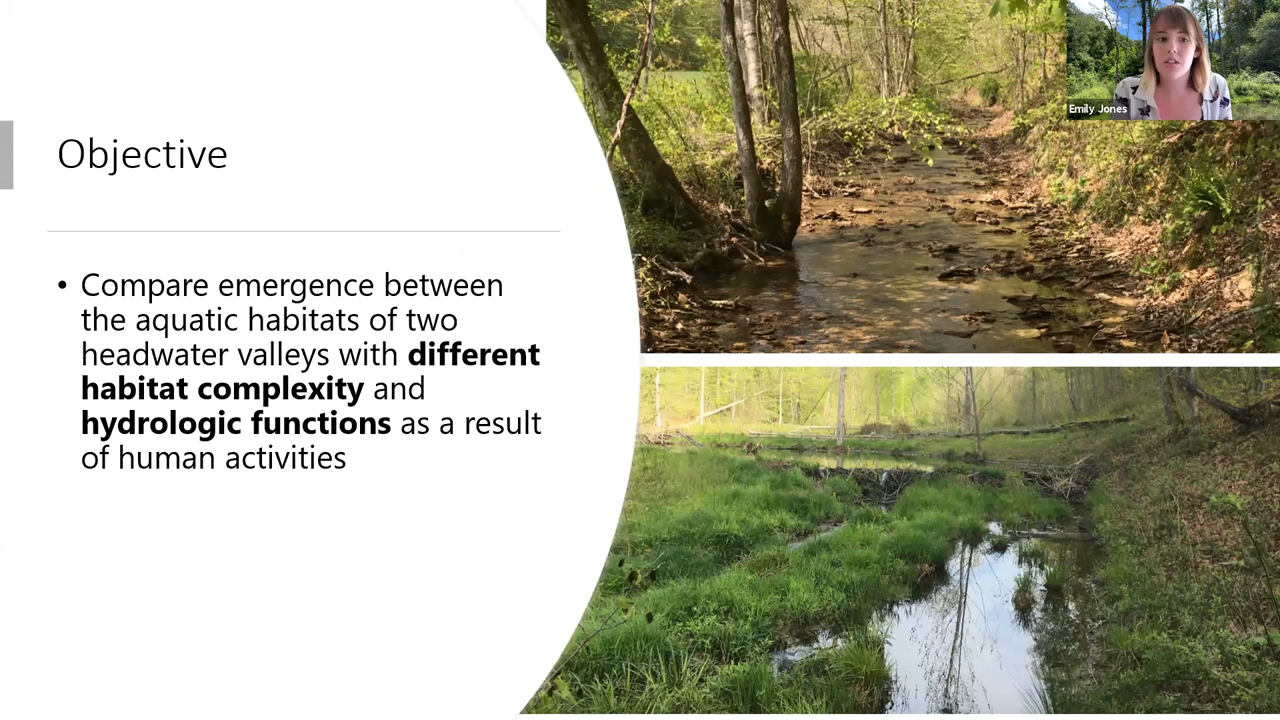 Emily Jones
Objective
• Compare emergence between
the aquatic habitats of two
headwater valleys with different
habitat complexity and
hydrologic functions as a result
of human activities